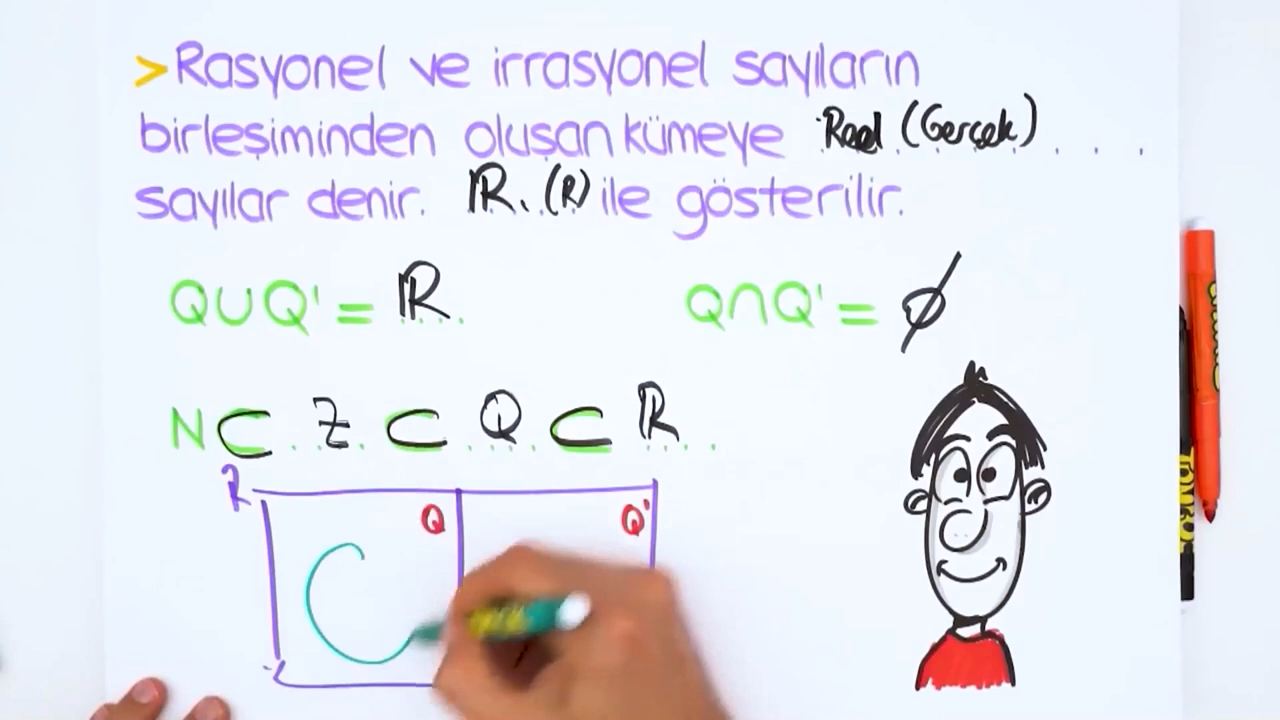 > Rasyonel ve irrasyonel sayıların
birleşiminden oluşan kümeye Reel (Gerçek) . . .
sayılar denir. ℝ. (R) ile gösterilir.
Q∪Q' = ℝ Q∩Q' = ∅
N ⊂ Z ⊂ Q ⊂ ℝ
R
Q Q'